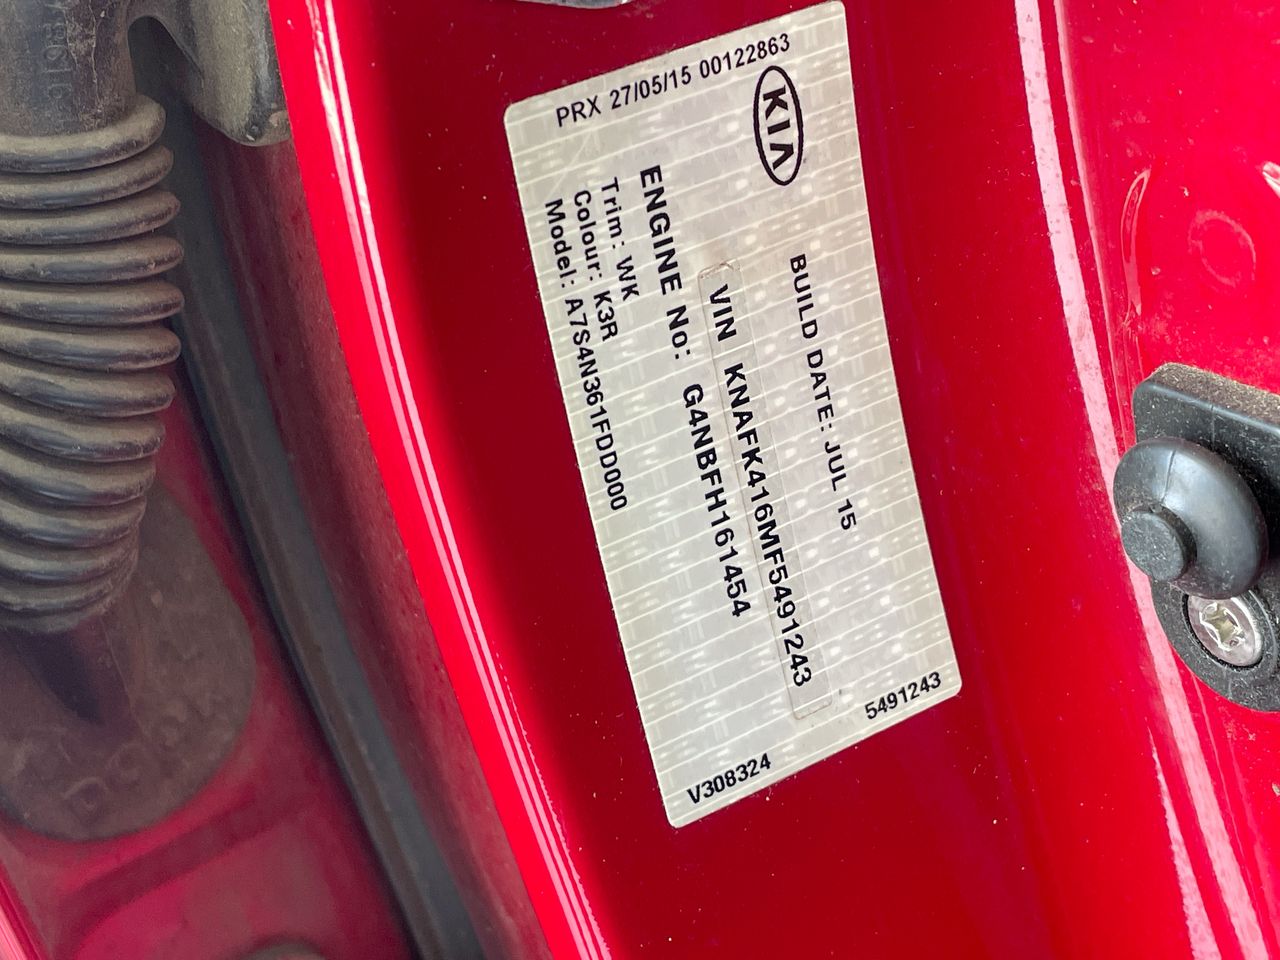 PRX 27/05/15 00122863
KIA
BUILD DATE: JUL 15
VIN KNAFK416MF5491243
ENGINE No: G4NBFH161454
Trim: WK
Colour: K3R
Model: A7S4N361FDD000
5491243
V308324